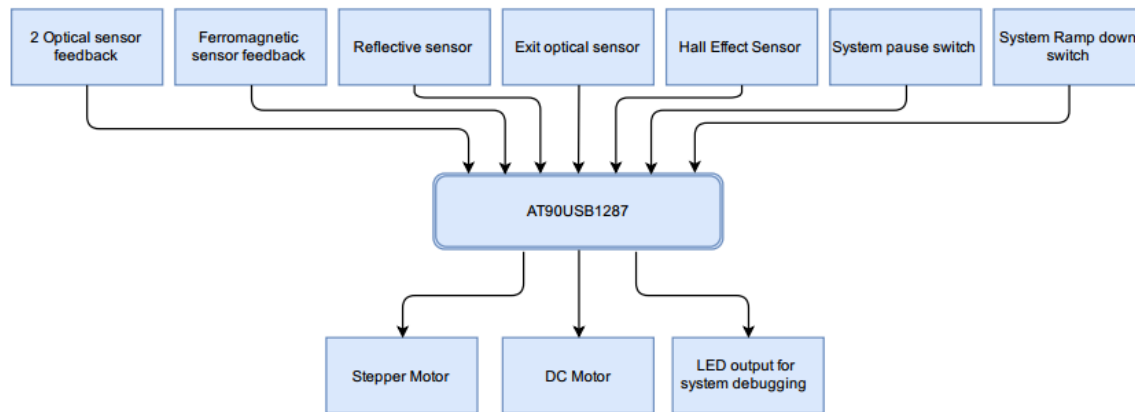 2 Optical sensor
feedback
Ferromagnetic
sensor feedback
Reflective sensor
Exit optical sensor
Hall Effect Sensor
System pause switch
System Ramp down
switch
AT90USB1287
Stepper Motor
DC Motor
LED output for
system debugging